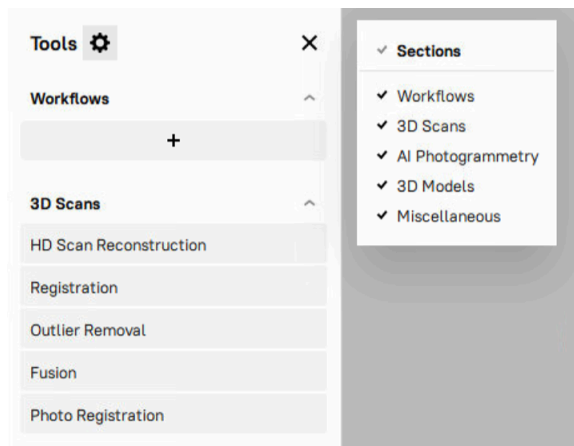 Tools
Workflows
+
3D Scans
HD Scan Reconstruction
Registration
Outlier Removal
Fusion
Photo Registration
Sections
Workflows
3D Scans
AI Photogrammetry
3D Models
Miscellaneous